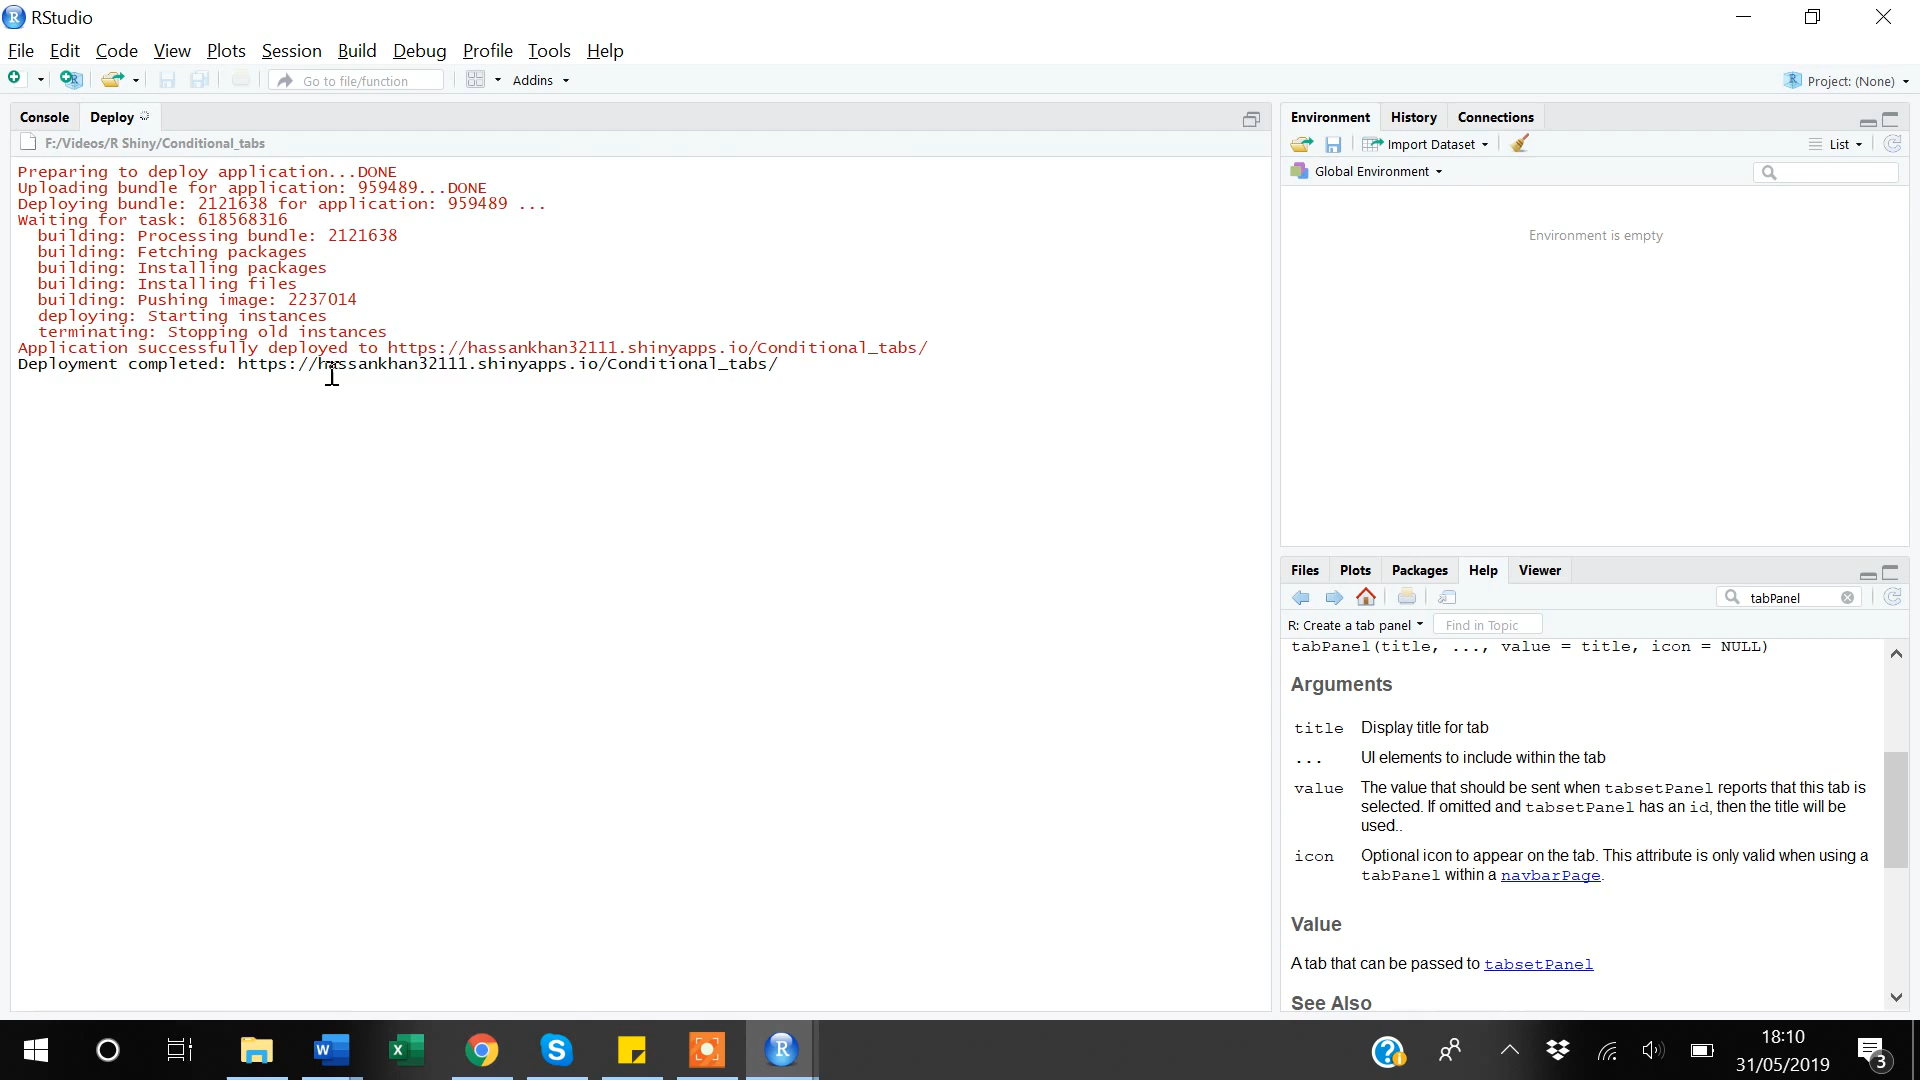 RStudio
File Edit Code View Plots Session Build Debug Profile Tools Help
Go to file/function Addins Project: (None)
Console Deploy
F:/Videos/R Shiny/Conditional_tabs
Preparing to deploy application...DONE
Uploading bundle for application: 959489...DONE
Deploying bundle: 2121638 for application: 959489 ...
Waiting for task: 618568316
building: Processing bundle: 2121638
building: Fetching packages
building: Installing packages
building: Installing files
building: Pushing image: 2237014
deploying: Starting instances
terminating: Stopping old instances
Application successfully deployed to https://hassankhan32111.shinyapps.io/Conditional_tabs/
Deployment completed: https://hassankhan32111.shinyapps.io/Conditional_tabs/
Environment History Connections
Import Dataset List
Global Environment
Environment is empty
Files Plots Packages Help Viewer
tabPanel
R: Create a tab panel Find in Topic
tabPanel(title, ..., value = title, icon = NULL)
Arguments
title Display title for tab
... UI elements to include within the tab
value The value that should be sent when tabsetPanel reports that this tab is
selected. If omitted and tabsetPanel has an id, then the title will be
used..
icon Optional icon to appear on the tab. This attribute is only valid when using a
tabPanel within a navbarPage.
Value
A tab that can be passed to tabsetPanel
See Also
18:10
31/05/2019
3